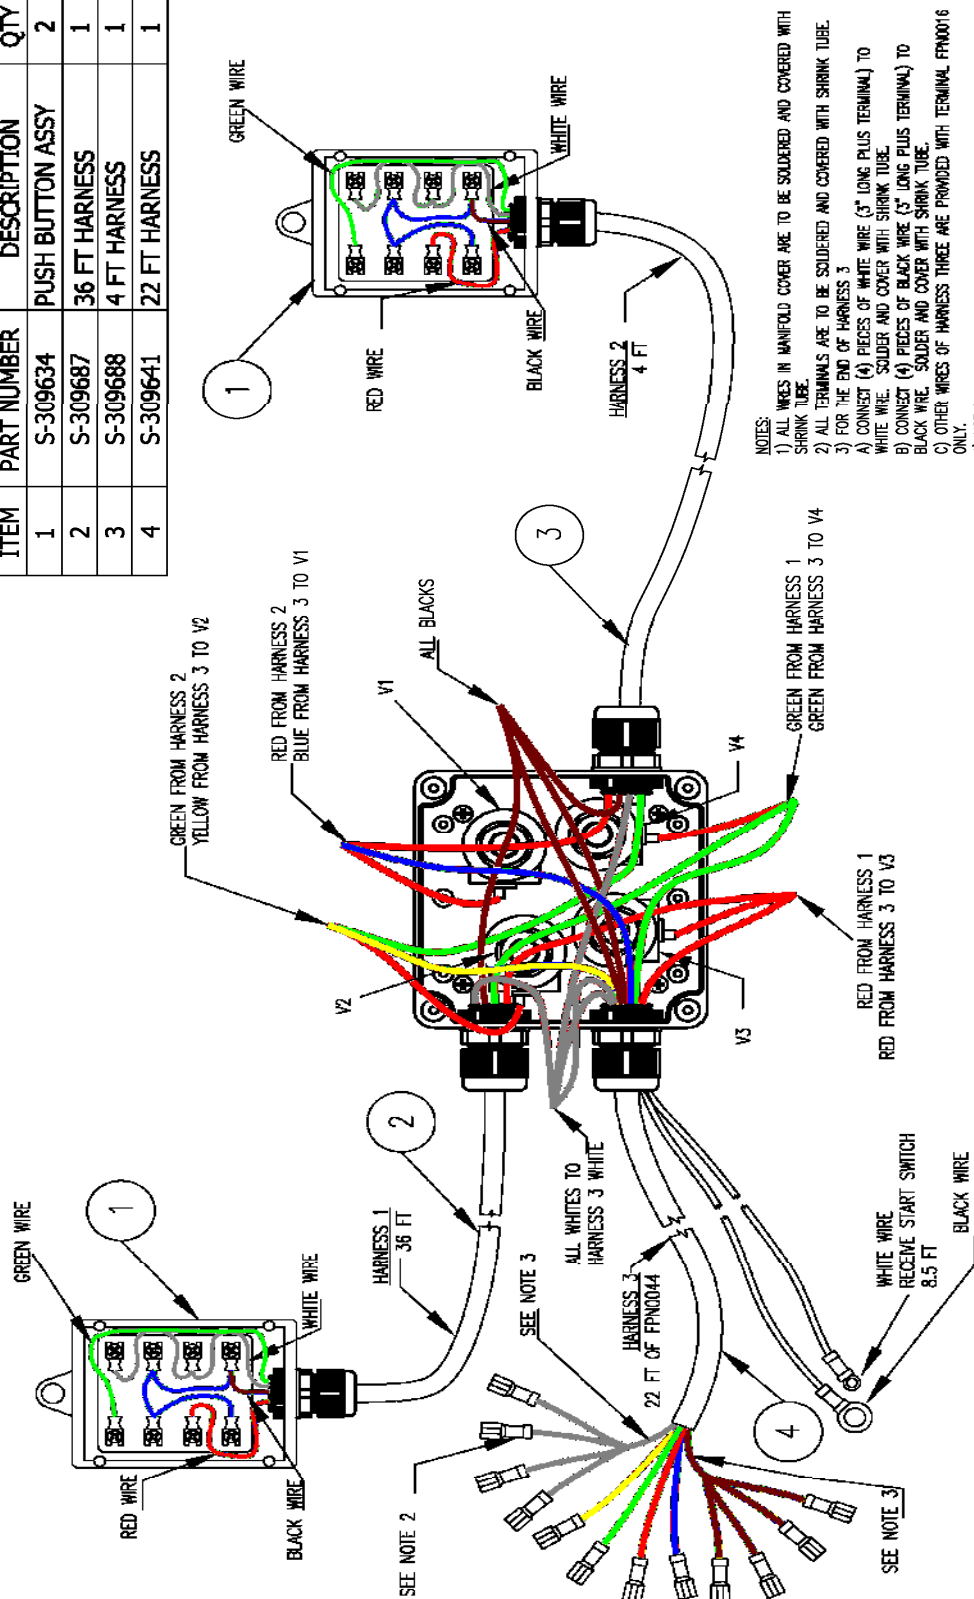 ITEM PART NUMBER DESCRIPTION QTY
1 S-309634 PUSH BUTTON ASSY 2
2 S-309687 36 FT HARNESS 1
3 S-309688 4 FT HARNESS 1
4 S-309641 22 FT HARNESS 1
GREEN WIRE
WHITE WIRE
1
RED WIRE
BLACK WIRE
HARNESS 2
4 FT
3
NOTES:
1) ALL WIRES IN MANIFOLD COVER ARE TO BE SOLDERED AND COVERED WITH
SHRINK TUBE.
2) ALL TERMINALS ARE TO BE SOLDERED AND COVERED WITH SHRINK TUBE.
3) FOR THE END OF HARNESS 3
A) CONNECT (4) PIECES OF WHITE WIRE (3" LONG PLUS TERMINAL) TO
WHITE WIRE. SOLDER AND COVER WITH SHRINK TUBE.
B) CONNECT (4) PIECES OF BLACK WIRE (3" LONG PLUS TERMINAL) TO
BLACK WIRE. SOLDER AND COVER WITH SHRINK TUBE.
C) OTHER WIRES OF HARNESS THREE ARE PROVIDED WITH TERMINAL FPN0016
ONLY.
GREEN FROM HARNESS 2
YELLOW FROM HARNESS 3 TO V2
RED FROM HARNESS 2
BLUE FROM HARNESS 3 TO V1
V1
ALL BLACKS
V4
GREEN FROM HARNESS 1
GREEN FROM HARNESS 3 TO V4
V2
V3
RED FROM HARNESS 1
RED FROM HARNESS 3 TO V3
GREEN WIRE
1
WHITE WIRE
RED WIRE
BLACK WIRE
HARNESS 1
36 FT
2
ALL WHITES TO
HARNESS 3 WHITE
SEE NOTE 3
SEE NOTE 2
HARNESS 3
22 FT OF FPN0044
4
SEE NOTE 3
WHITE WIRE
RECEIVE START SWITCH
8.5 FT
BLACK WIRE